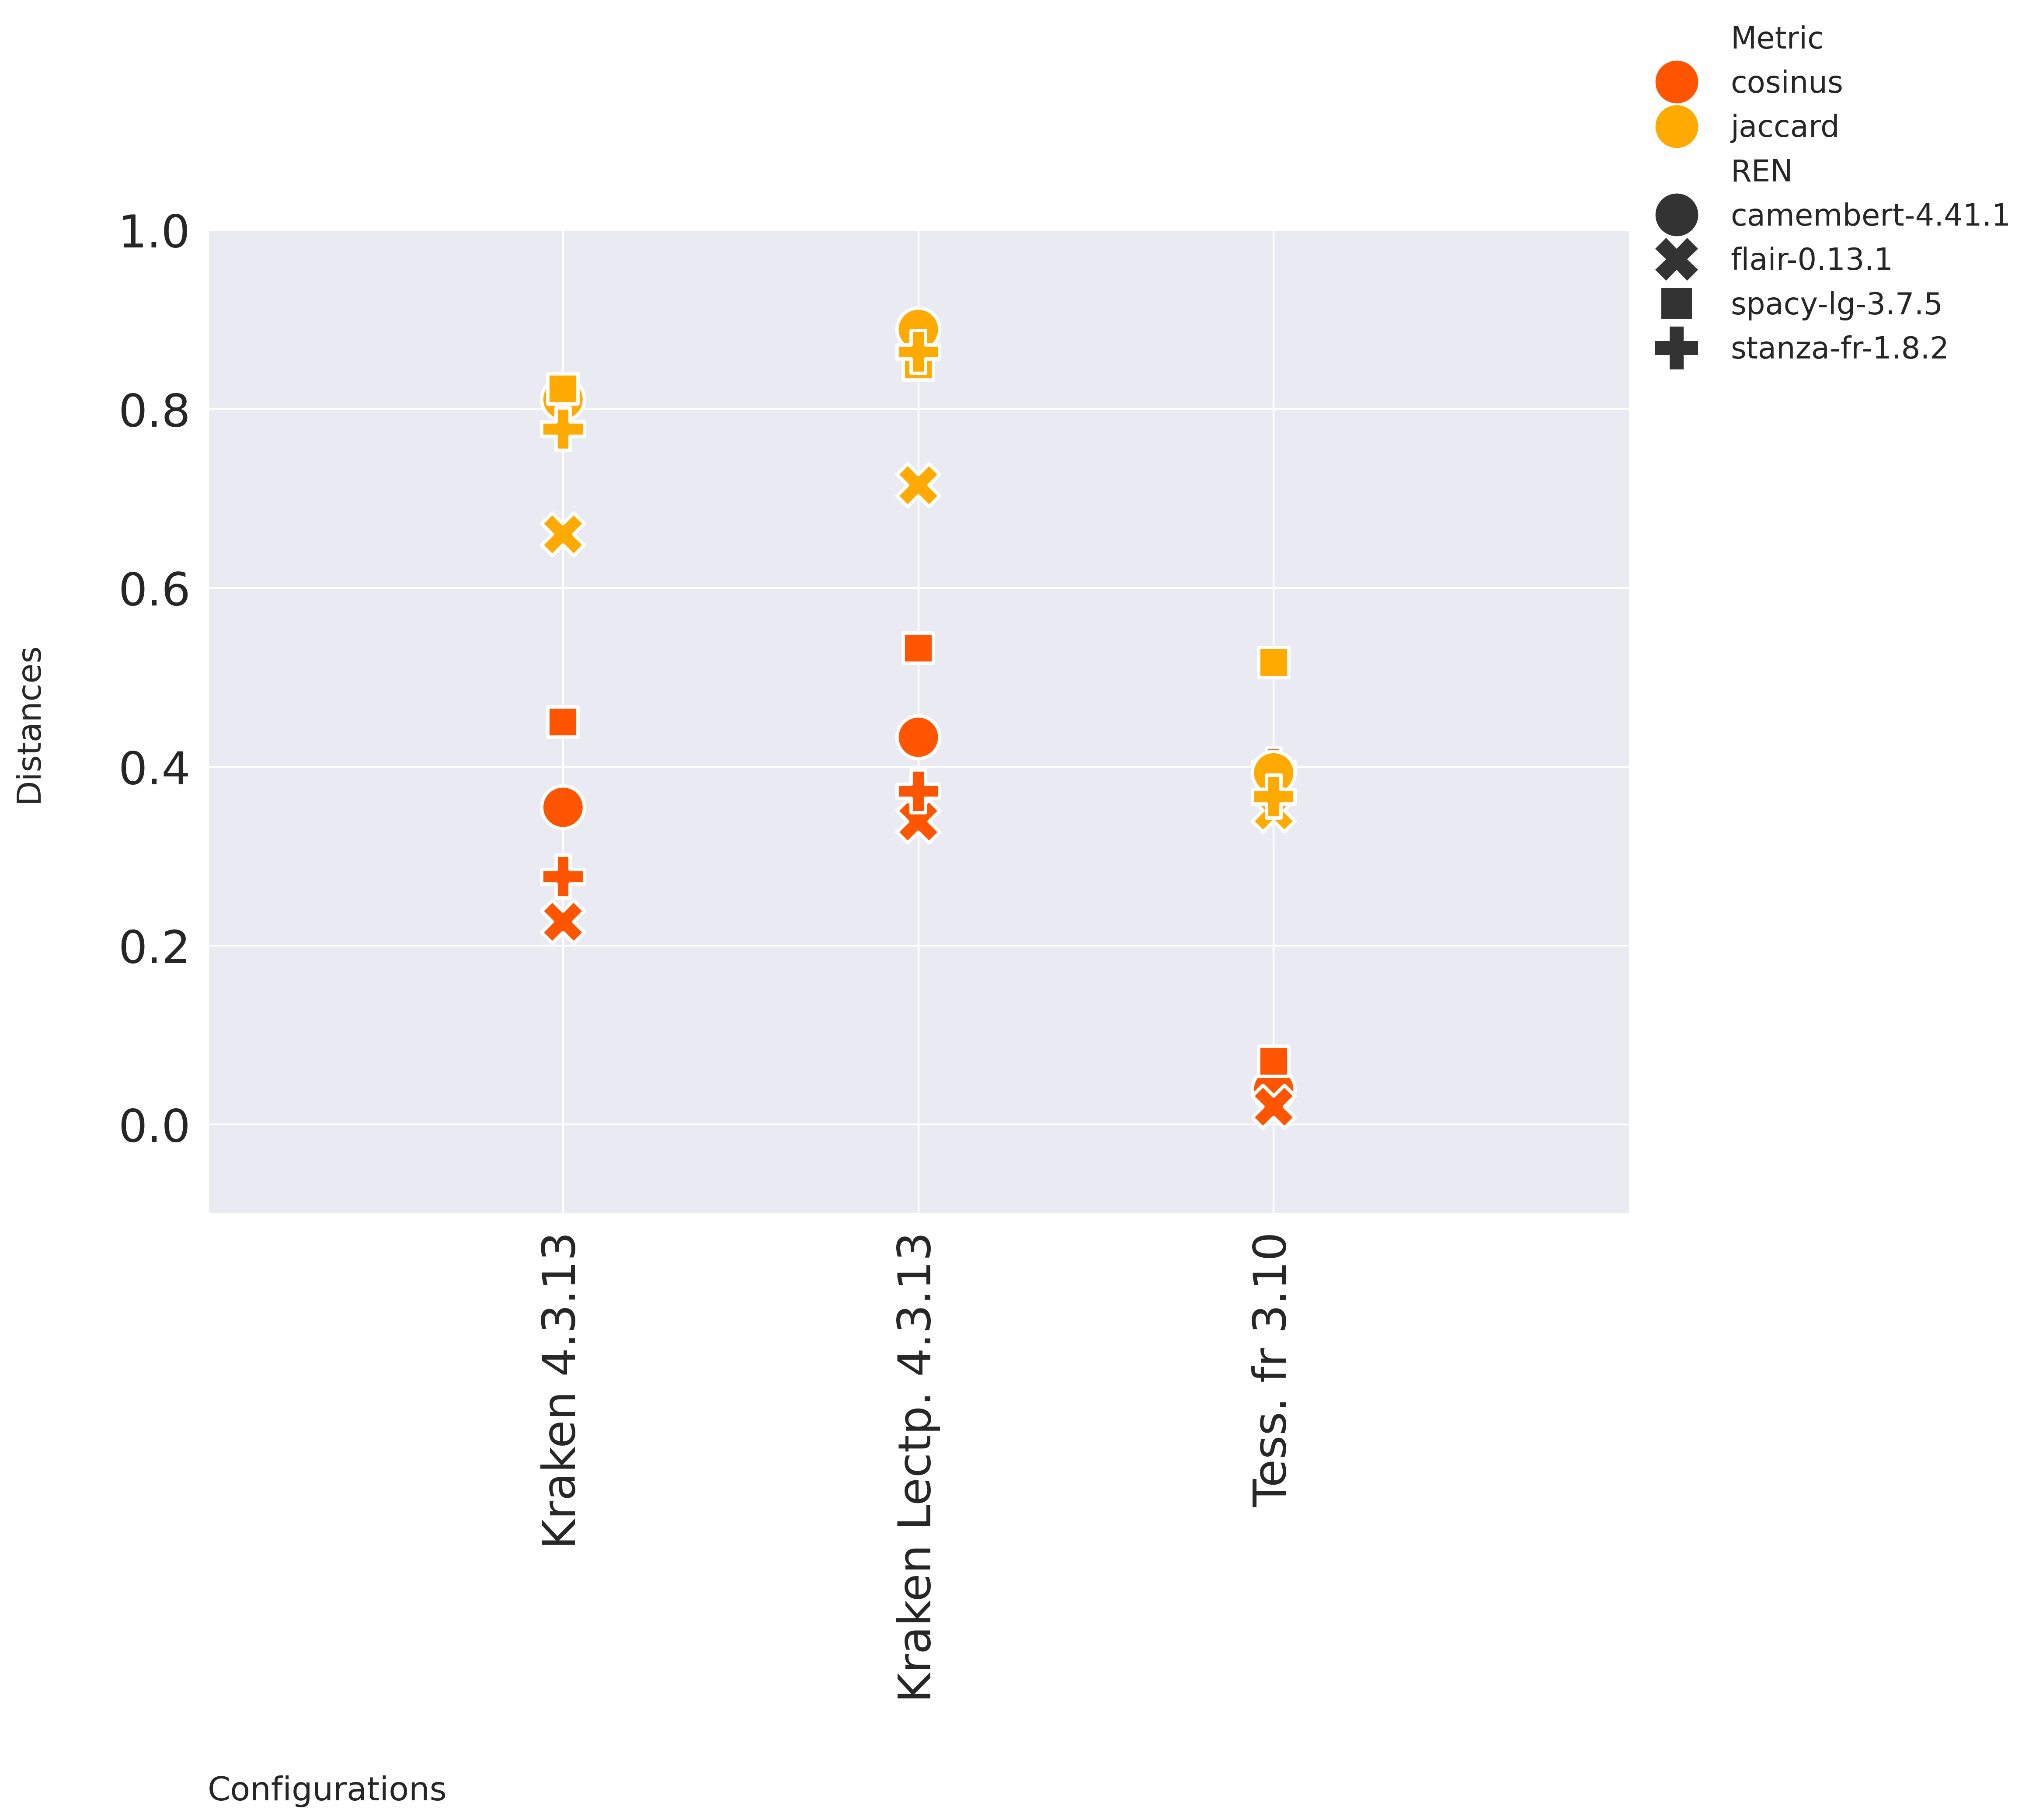 Metric
cosinus
jaccard
REN
camembert-4.41.1
flair-0.13.1
spacy-lg-3.7.5
stanza-fr-1.8.2
1.0
0.8
0.6
0.4
0.2
0.0
Distances
Kraken 4.3.13
Kraken Lectp. 4.3.13
Tess. fr 3.10
Configurations